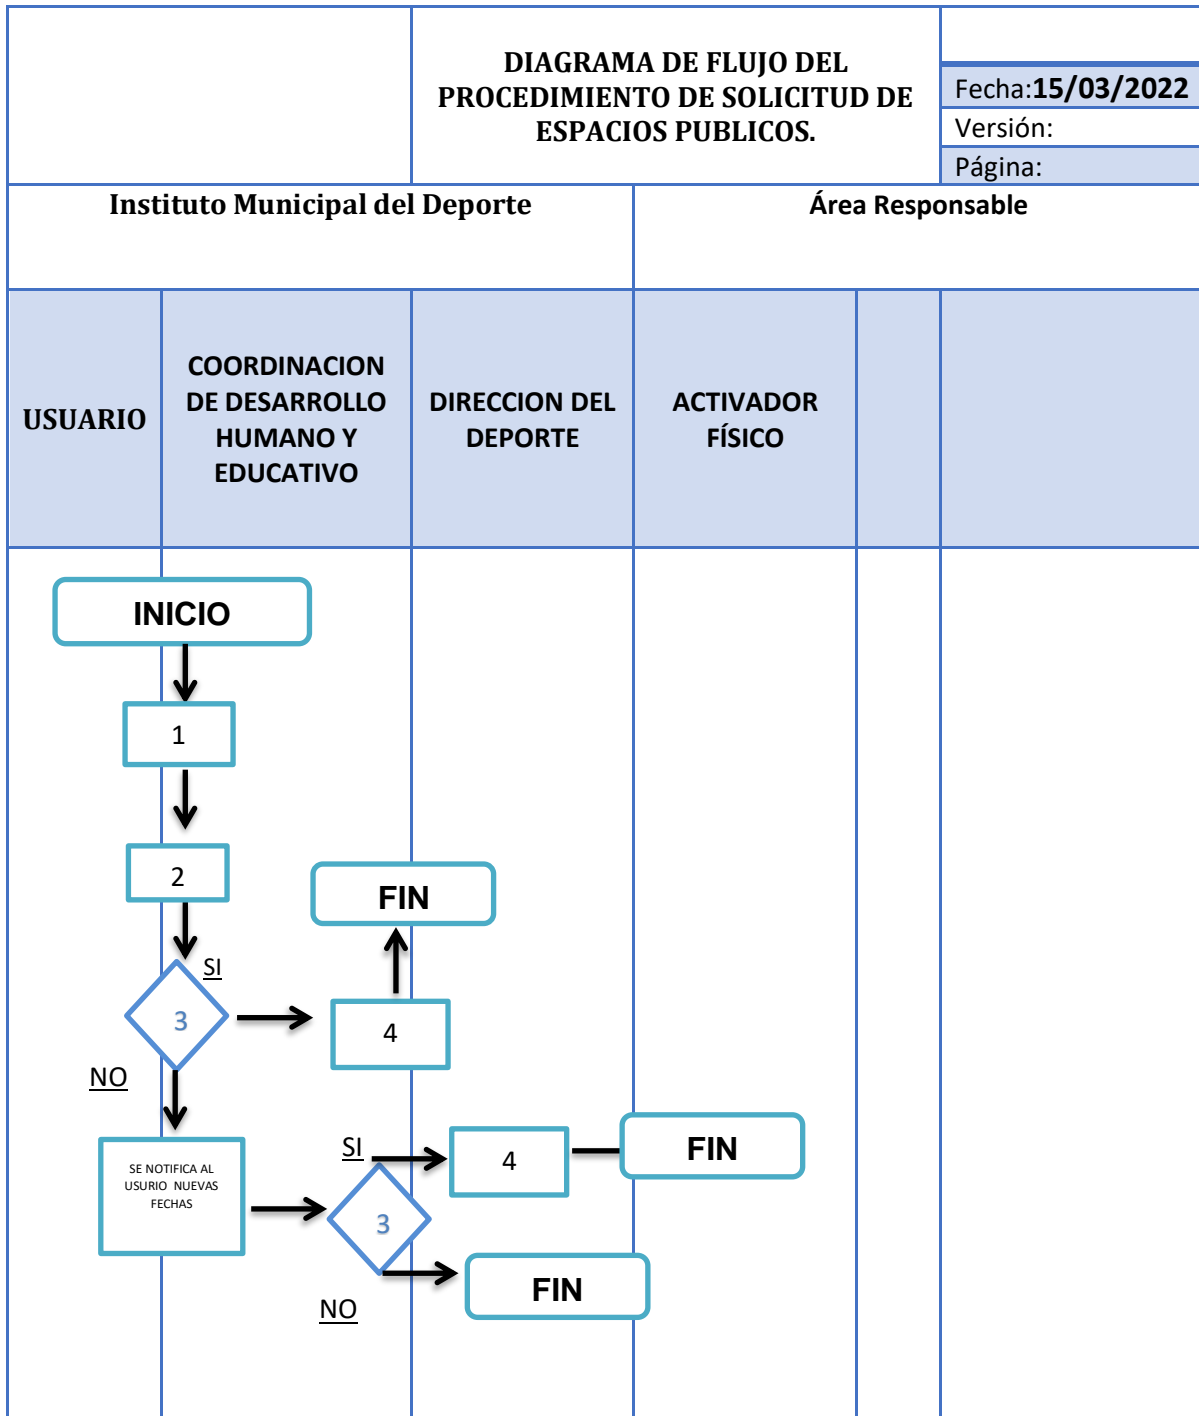 DIAGRAMA DE FLUJO DEL
PROCEDIMIENTO DE SOLICITUD DE
ESPACIOS PUBLICOS.
Fecha:15/03/2022
Versión:
Página:
Instituto Municipal del Deporte
Área Responsable
USUARIO
COORDINACION
DE DESARROLLO
HUMANO Y
EDUCATIVO
DIRECCION DEL
DEPORTE
ACTIVADOR
FÍSICO
INICIO
1
2
FIN
SI
3
4
NO
SE NOTIFICA AL
USURIO NUEVAS
FECHAS
SI
4
FIN
3
FIN
NO